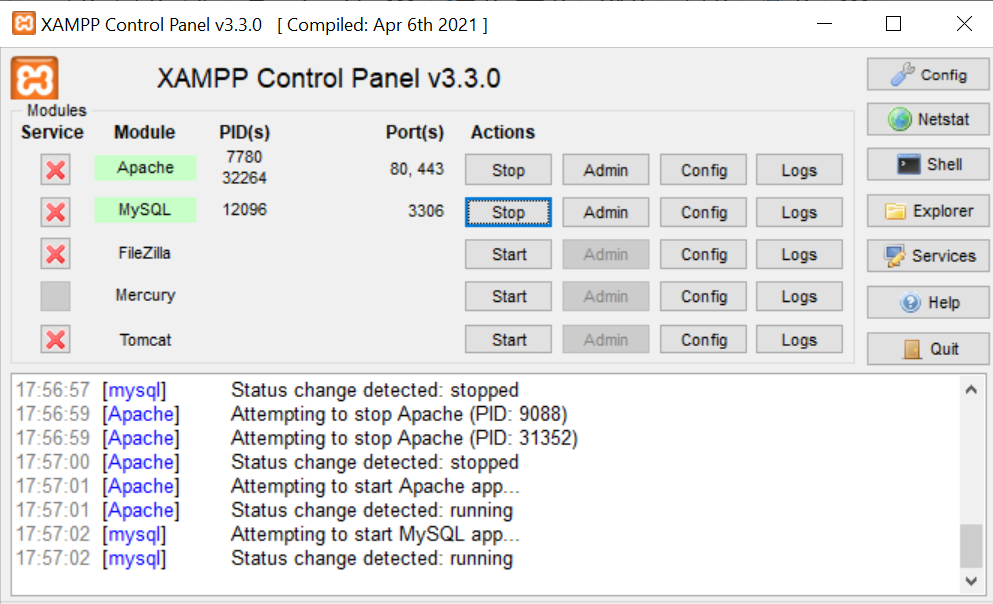 XAMPP Control Panel v3.3.0 [ Compiled: Apr 6th 2021 ]
XAMPP Control Panel v3.3.0
Config
Modules
Service Module PID(s) Port(s) Actions
Netstat
Apache 7780 32264 80, 443 Stop Admin Config Logs
Shell
MySQL 12096 3306 Stop Admin Config Logs
Explorer
FileZilla Start Admin Config Logs
Services
Mercury Start Admin Config Logs
Help
Tomcat Start Admin Config Logs
Quit
17:56:57 [mysql] Status change detected: stopped
17:56:59 [Apache] Attempting to stop Apache (PID: 9088)
17:56:59 [Apache] Attempting to stop Apache (PID: 31352)
17:57:00 [Apache] Status change detected: stopped
17:57:01 [Apache] Attempting to start Apache app...
17:57:01 [Apache] Status change detected: running
17:57:02 [mysql] Attempting to start MySQL app...
17:57:02 [mysql] Status change detected: running